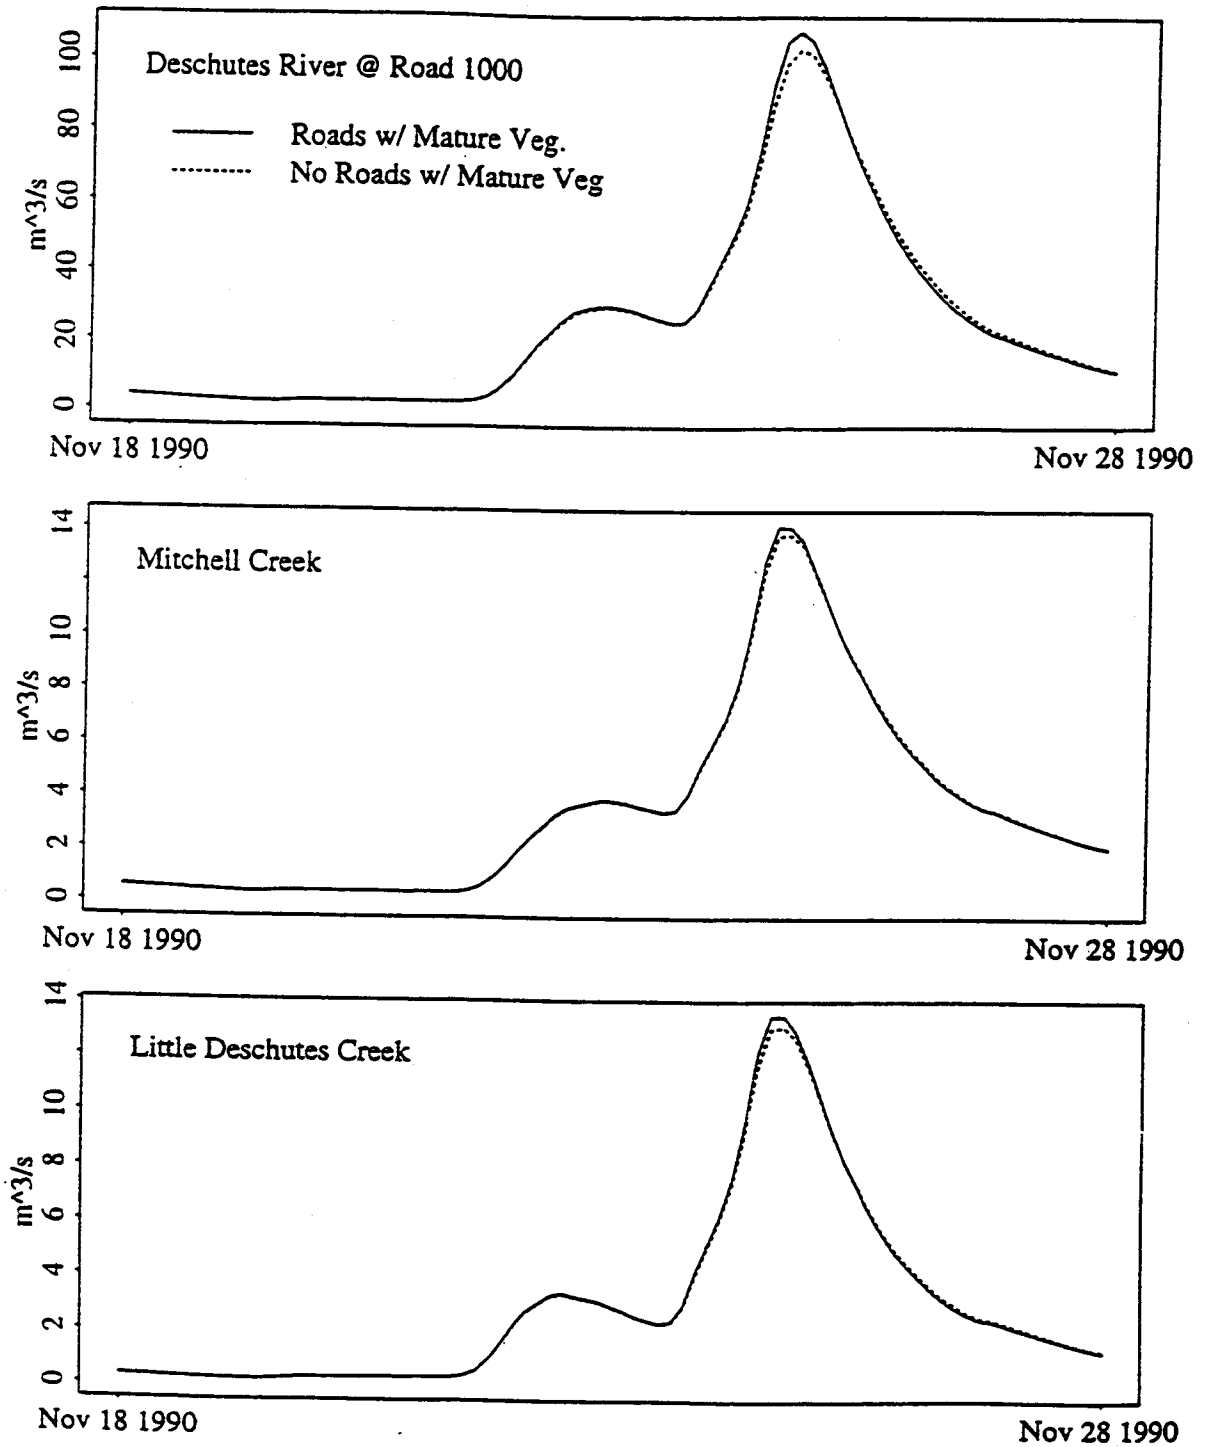 Deschutes River @ Road 1000
Roads w/ Mature Veg.
No Roads w/ Mature Veg
m^3/s
100
80
60
40
20
0
Nov 18 1990
Nov 28 1990
Mitchell Creek
m^3/s
14
10
8
6
4
2
0
Nov 18 1990
Nov 28 1990
Little Deschutes Creek
m^3/s
14
10
8
6
4
2
0
Nov 18 1990
Nov 28 1990